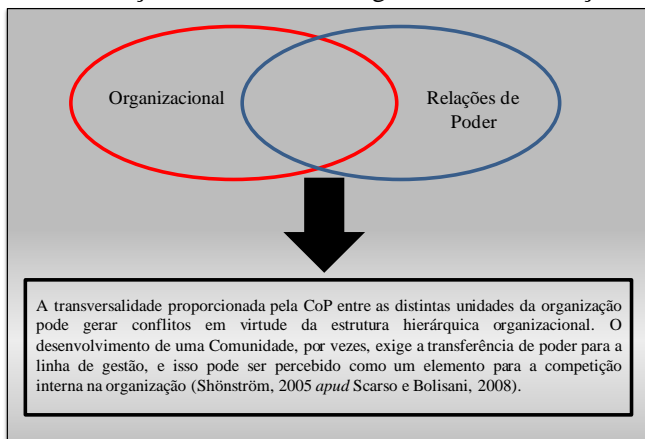 Organizacional
Relações de
Poder
A transversalidade proporcionada pela CoP entre as distintas unidades da organização
pode gerar conflitos em virtude da estrutura hierárquica organizacional. O
desenvolvimento de uma Comunidade, por vezes, exige a transferência de poder para a
linha de gestão, e isso pode ser percebido como um elemento para a competição
interna na organização (Shönström, 2005 apud Scarso e Bolisani, 2008).